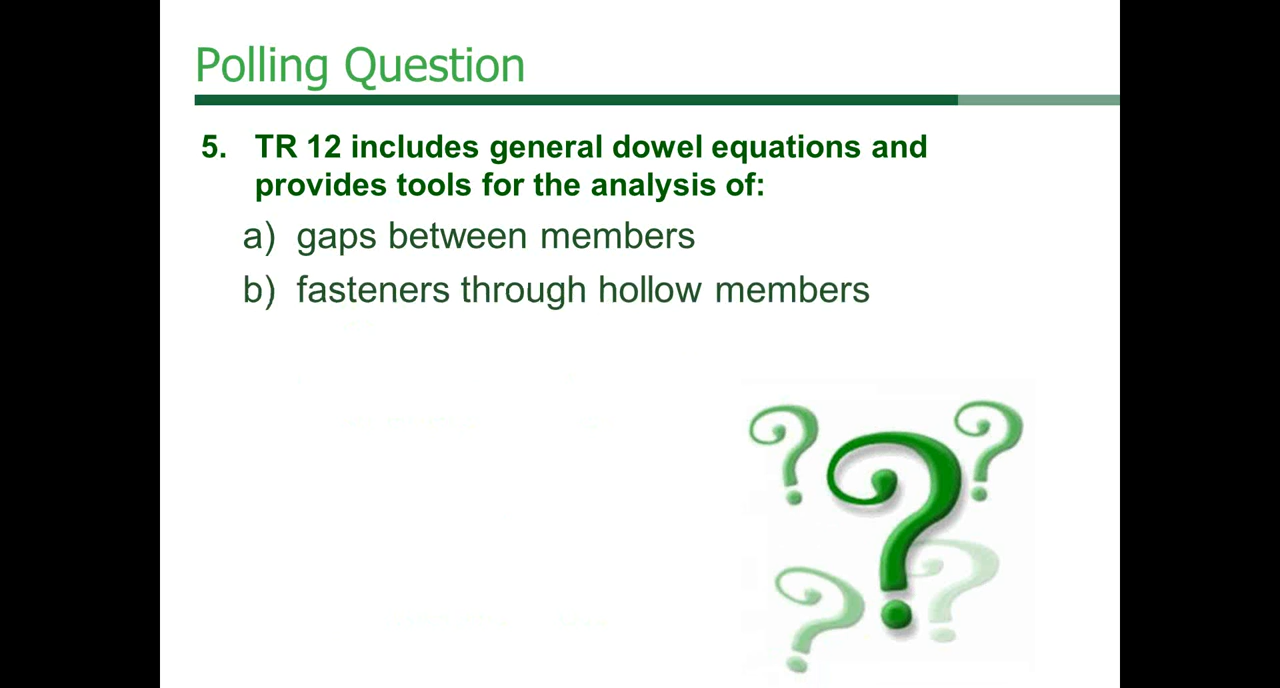 Polling Question
5. TR 12 includes general dowel equations and
provides tools for the analysis of:
a) gaps between members
b) fasteners through hollow members